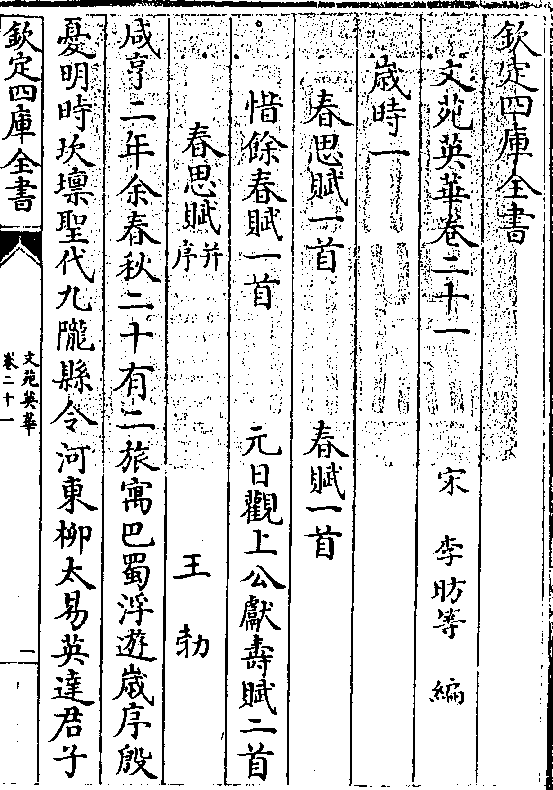 欽定四庫全書
文苑英華卷二十一 宋 李昉等 編
歳時一
春思賦一首 春賦一首
惜餘春賦一首 元日觀上公獻壽賦二首
春思賦并序 王勃
咸亨二年余春秋二十有二旅寓巴蜀浮遊歳序殷
憂明時坎壈聖代九隴縣令河東柳太易英達君子
欽定四庫全書
文苑英華
卷二十一
一